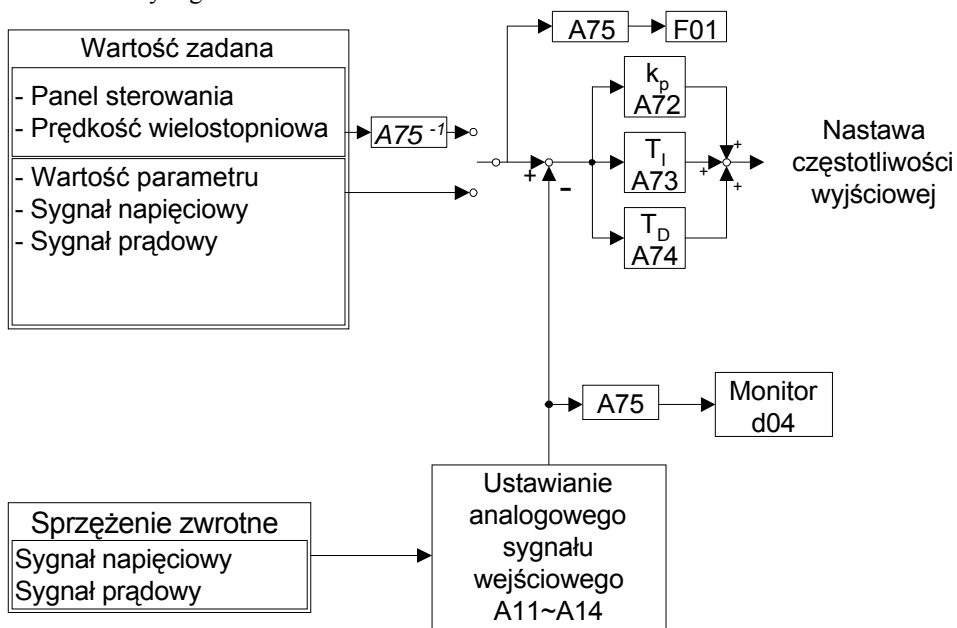 Wartość zadana
- Panel sterowania
- Prędkość wielostopniowa
- Wartość parametru
- Sygnał napięciowy
- Sygnał prądowy
A75 -1
A75
F01
kp
A72
TI
A73
TD
A74
+
-
+
+
+
Nastawa
częstotliwości
wyjściowej
A75
Monitor
d04
Sprzężenie zwrotne
Sygnał napięciowy
Sygnał prądowy
Ustawianie
analogowego
sygnału
wejściowego
A11~A14